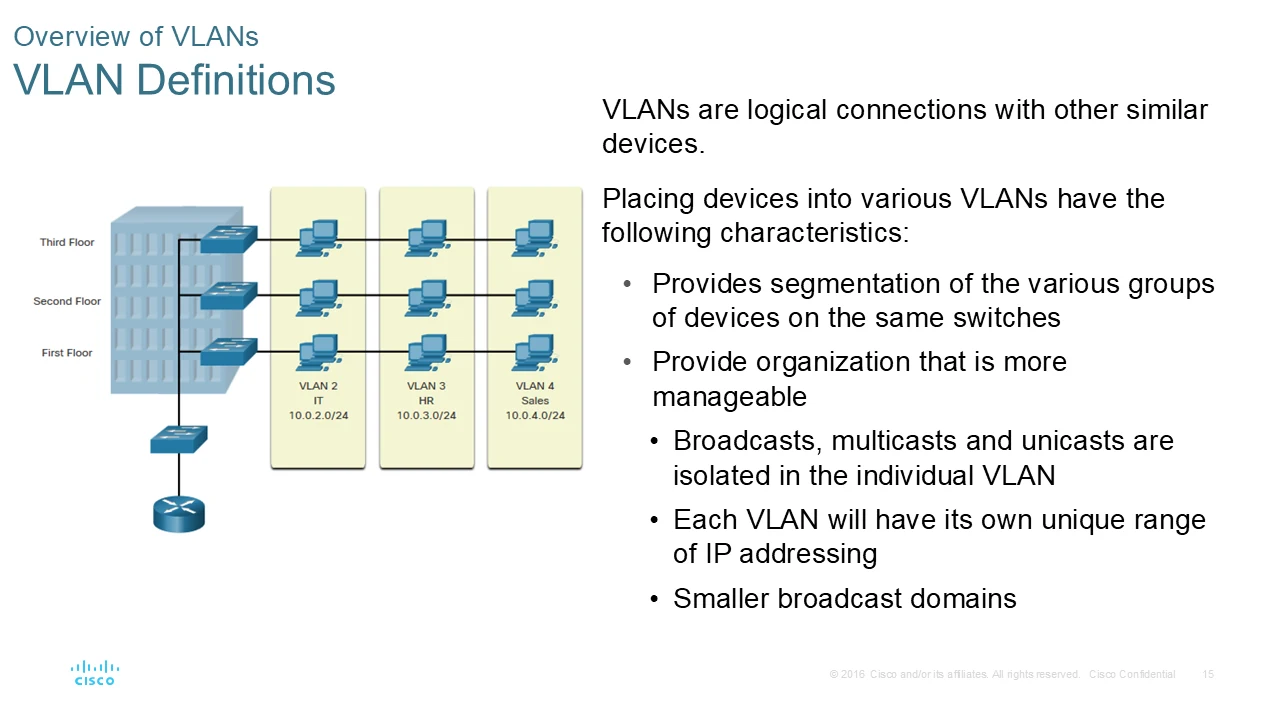 Overview of VLANs
VLAN Definitions
VLANs are logical connections with other similar
devices.
Placing devices into various VLANs have the
following characteristics:
• Provides segmentation of the various groups
of devices on the same switches
• Provide organization that is more
manageable
• Broadcasts, multicasts and unicasts are
isolated in the individual VLAN
• Each VLAN will have its own unique range
of IP addressing
• Smaller broadcast domains
Third Floor
Second Floor
First Floor
VLAN 2
IT
10.0.2.0/24
VLAN 3
HR
10.0.3.0/24
VLAN 4
Sales
10.0.4.0/24
CISCO
© 2016 Cisco and/or its affiliates. All rights reserved. Cisco Confidential
15